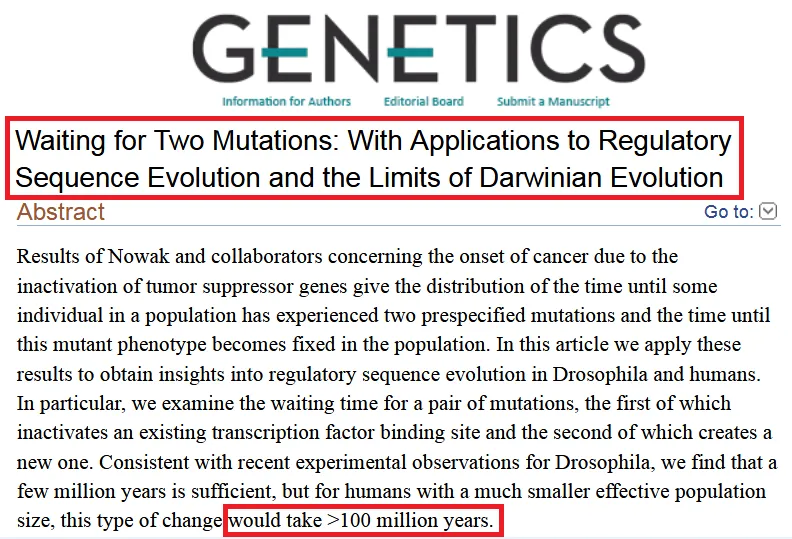 GENETICS
Information for Authors Editorial Board Submit a Manuscript
Waiting for Two Mutations: With Applications to Regulatory
Sequence Evolution and the Limits of Darwinian Evolution
Abstract Go to:
Results of Nowak and collaborators concerning the onset of cancer due to the
inactivation of tumor suppressor genes give the distribution of the time until some
individual in a population has experienced two prespecified mutations and the time until
this mutant phenotype becomes fixed in the population. In this article we apply these
results to obtain insights into regulatory sequence evolution in Drosophila and humans.
In particular, we examine the waiting time for a pair of mutations, the first of which
inactivates an existing transcription factor binding site and the second of which creates a
new one. Consistent with recent experimental observations for Drosophila, we find that a
few million years is sufficient, but for humans with a much smaller effective population
size, this type of change would take >100 million years.